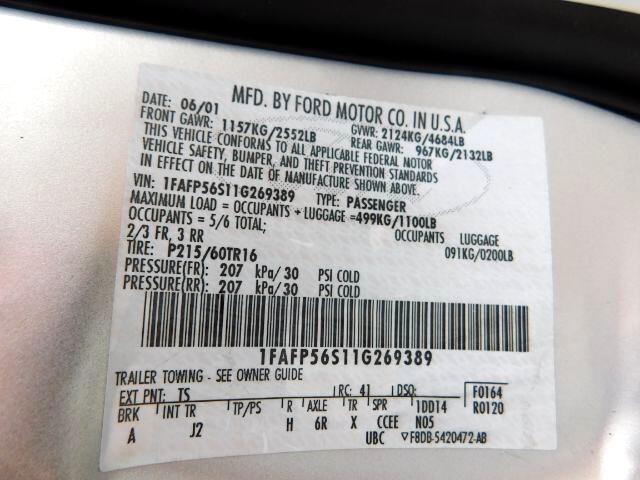 MFD. BY FORD MOTOR CO. IN U.S.A.
DATE: 06/01 GVWR: 2124KG/4684LB
FRONT GAWR: 1157KG/2552LB REAR GAWR: 967KG/2132LB
THIS VEHICLE CONFORMS TO ALL APPLICABLE FEDERAL MOTOR
VEHICLE SAFETY, BUMPER, AND THEFT PREVENTION STANDARDS
IN EFFECT ON THE DATE OF MANUFACTURE SHOWN ABOVE.
VIN: 1FAFP56S11G269389 TYPE: PASSENGER
MAXIMUM LOAD = OCCUPANTS + LUGGAGE = 499KG/1100LB
OCCUPANTS = 5/6 TOTAL; OCCUPANTS LUGGAGE
2/3 FR, 3 RR 091KG/0200LB
TIRE: P215/60TR16
PRESSURE(FR): 207 kPa/30 PSI COLD
PRESSURE(RR): 207 kPa/30 PSI COLD
1FAFP56S11G269389
TRAILER TOWING - SEE OWNER GUIDE
EXT PNT: TS RC: 41 DSO: F0164
BRK INT TR TP/PS R AXLE TR SPR 1DD14 R0120
A J2 H 6R X CCEE N05
UBC ▽F8DB-5420472-AB